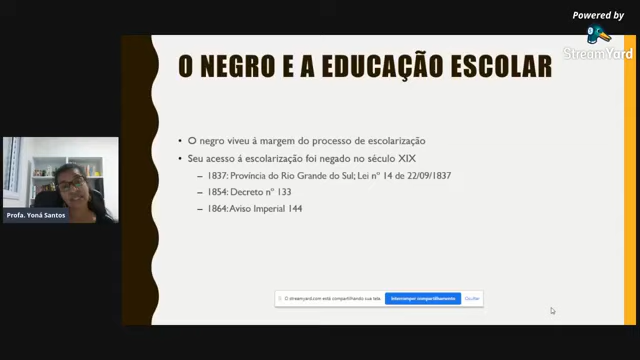 Powered by
StreamYard
O NEGRO E A EDUCAÇÃO ESCOLAR
• O negro viveu á margem do processo de escolarização
• Seu acesso á escolarização foi negado no século XIX
– 1837: Província do Rio Grande do Sul; Lei nº 14 de 22/09/1837
– 1854: Decreto nº 133
– 1864: Aviso Imperial 144
Profa. Yoná Santos
O streamyard.com está compartilhando sua tela. Interromper compartilhamento Ocultar